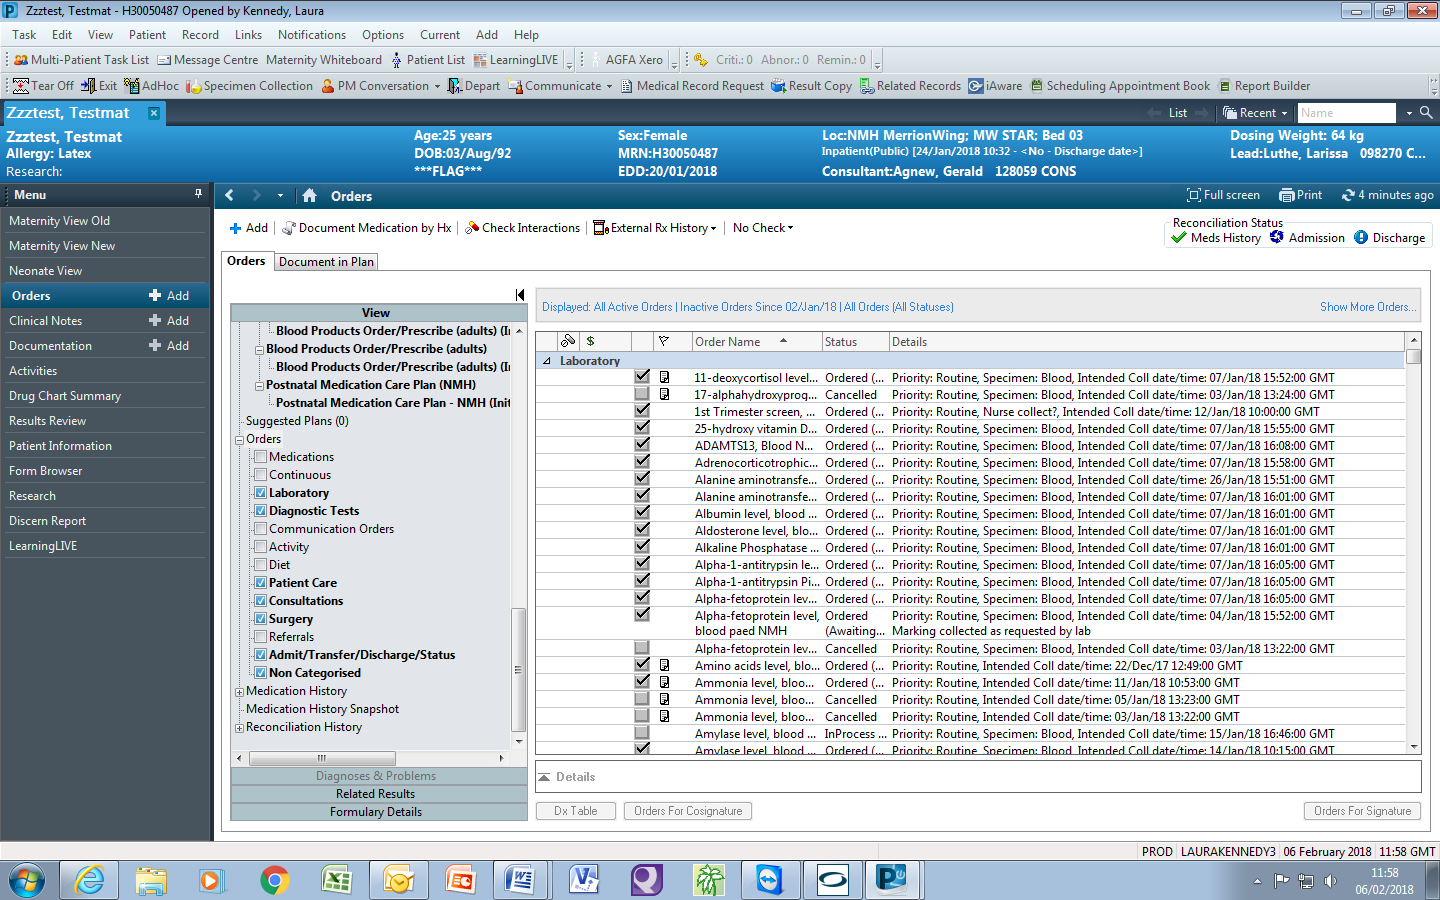 Zzztest, Testmat - H30050487 Opened by Kennedy, Laura
Task Edit View Patient Record Links Notifications Options Current Add Help
Multi-Patient Task List Message Centre Maternity Whiteboard Patient List LearningLIVE AGFA Xero Criti.: 0 Abnor.: 0 Remin.: 0
Tear Off Exit AdHoc Specimen Collection PM Conversation Depart Communicate Medical Record Request Result Copy Related Records iAware Scheduling Appointment Book Report Builder
Zzztest, Testmat List Recent Name
Zzztest, Testmat Age:25 years Sex:Female Loc:NMH MerrionWing; MW STAR; Bed 03 Dosing Weight: 64 kg
Allergy: Latex DOB:03/Aug/92 MRN:H30050487 Inpatient(Public) [24/Jan/2018 10:32 - <No - Discharge date>] Lead:Luthe, Larissa 098270 C...
Research: ***FLAG*** EDD:20/01/2018 Consultant:Agnew, Gerald 128059 CONS
Menu
Maternity View Old
Maternity View New
Neonate View
Orders Add
Clinical Notes Add
Documentation Add
Activities
Drug Chart Summary
Results Review
Patient Information
Form Browser
Research
Discern Report
LearningLIVE
Orders Full screen Print 4 minutes ago
Add Document Medication by Hx Check Interactions External Rx History No Check
Reconciliation Status
Meds History Admission Discharge
Orders Document in Plan
View
Blood Products Order/Prescribe (adults) (In
Blood Products Order/Prescribe (adults)
Blood Products Order/Prescribe (adults) (In
Postnatal Medication Care Plan (NMH)
Postnatal Medication Care Plan - NMH (Init
Suggested Plans (0)
Orders
Medications
Continuous
Laboratory
Diagnostic Tests
Communication Orders
Activity
Diet
Patient Care
Consultations
Surgery
Referrals
Admit/Transfer/Discharge/Status
Non Categorised
Medication History
Medication History Snapshot
Reconciliation History
Diagnoses & Problems
Related Results
Formulary Details
Displayed: All Active Orders | Inactive Orders Since 02/Jan/18 | All Orders (All Statuses) Show More Orders...
$ Order Name Status Details
Laboratory
11-deoxycortisol level... Ordered (... Priority: Routine, Specimen: Blood, Intended Coll date/time: 07/Jan/18 15:52:00 GMT
17-alphahydroxyprog... Cancelled Priority: Routine, Specimen: Blood, Intended Coll date/time: 03/Jan/18 13:24:00 GMT
1st Trimester screen, ... Ordered (... Priority: Routine, Nurse collect?, Intended Coll date/time: 12/Jan/18 10:00:00 GMT
25-hydroxy vitamin D... Ordered (... Priority: Routine, Specimen: Blood, Intended Coll date/time: 07/Jan/18 15:55:00 GMT
ADAMTS13, Blood N... Ordered (... Priority: Routine, Specimen: Blood, Intended Coll date/time: 07/Jan/18 16:08:00 GMT
Adrenocorticotrophic... Ordered (... Priority: Routine, Specimen: Blood, Intended Coll date/time: 07/Jan/18 15:58:00 GMT
Alanine aminotransfe... Ordered (... Priority: Routine, Specimen: Blood, Intended Coll date/time: 26/Jan/18 15:51:00 GMT
Alanine aminotransfe... Ordered (... Priority: Routine, Specimen: Blood, Intended Coll date/time: 07/Jan/18 16:01:00 GMT
Albumin level, blood ... Ordered (... Priority: Routine, Specimen: Blood, Intended Coll date/time: 07/Jan/18 16:01:00 GMT
Aldosterone level, blo... Ordered (... Priority: Routine, Specimen: Blood, Intended Coll date/time: 07/Jan/18 16:01:00 GMT
Alkaline Phosphatase ... Ordered (... Priority: Routine, Specimen: Blood, Intended Coll date/time: 07/Jan/18 16:01:00 GMT
Alpha-1-antitrypsin le... Ordered (... Priority: Routine, Specimen: Blood, Intended Coll date/time: 07/Jan/18 16:05:00 GMT
Alpha-1-antitrypsin Pi... Ordered (... Priority: Routine, Specimen: Blood, Intended Coll date/time: 07/Jan/18 16:05:00 GMT
Alpha-fetoprotein lev... Ordered (... Priority: Routine, Specimen: Blood, Intended Coll date/time: 07/Jan/18 16:05:00 GMT
Alpha-fetoprotein level, Ordered Priority: Routine, Specimen: Blood, Intended Coll date/time: 04/Jan/18 15:52:00 GMT
blood paed NMH (Awaiting... Marking collected as requested by lab
Alpha-fetoprotein lev... Cancelled Priority: Routine, Specimen: Blood, Intended Coll date/time: 03/Jan/18 13:22:00 GMT
Amino acids level, blo... Ordered (... Priority: Routine, Intended Coll date/time: 22/Dec/17 12:49:00 GMT
Ammonia level, bloo... Ordered (... Priority: Routine, Intended Coll date/time: 11/Jan/18 10:53:00 GMT
Ammonia level, bloo... Cancelled Priority: Routine, Intended Coll date/time: 05/Jan/18 13:23:00 GMT
Ammonia level, bloo... Cancelled Priority: Routine, Intended Coll date/time: 03/Jan/18 13:22:00 GMT
Amylase level, blood ... InProcess ... Priority: Routine, Specimen: Blood, Intended Coll date/time: 15/Jan/18 16:46:00 GMT
Amylase level, blood ... Ordered (... Priority: Routine, Specimen: Blood, Intended Coll date/time: 14/Jan/18 10:15:00 GMT
Details
Dx Table Orders For Cosignature Orders For Signature
PROD LAURAKENNEDY3 06 February 2018 11:58 GMT
11:58
06/02/2018